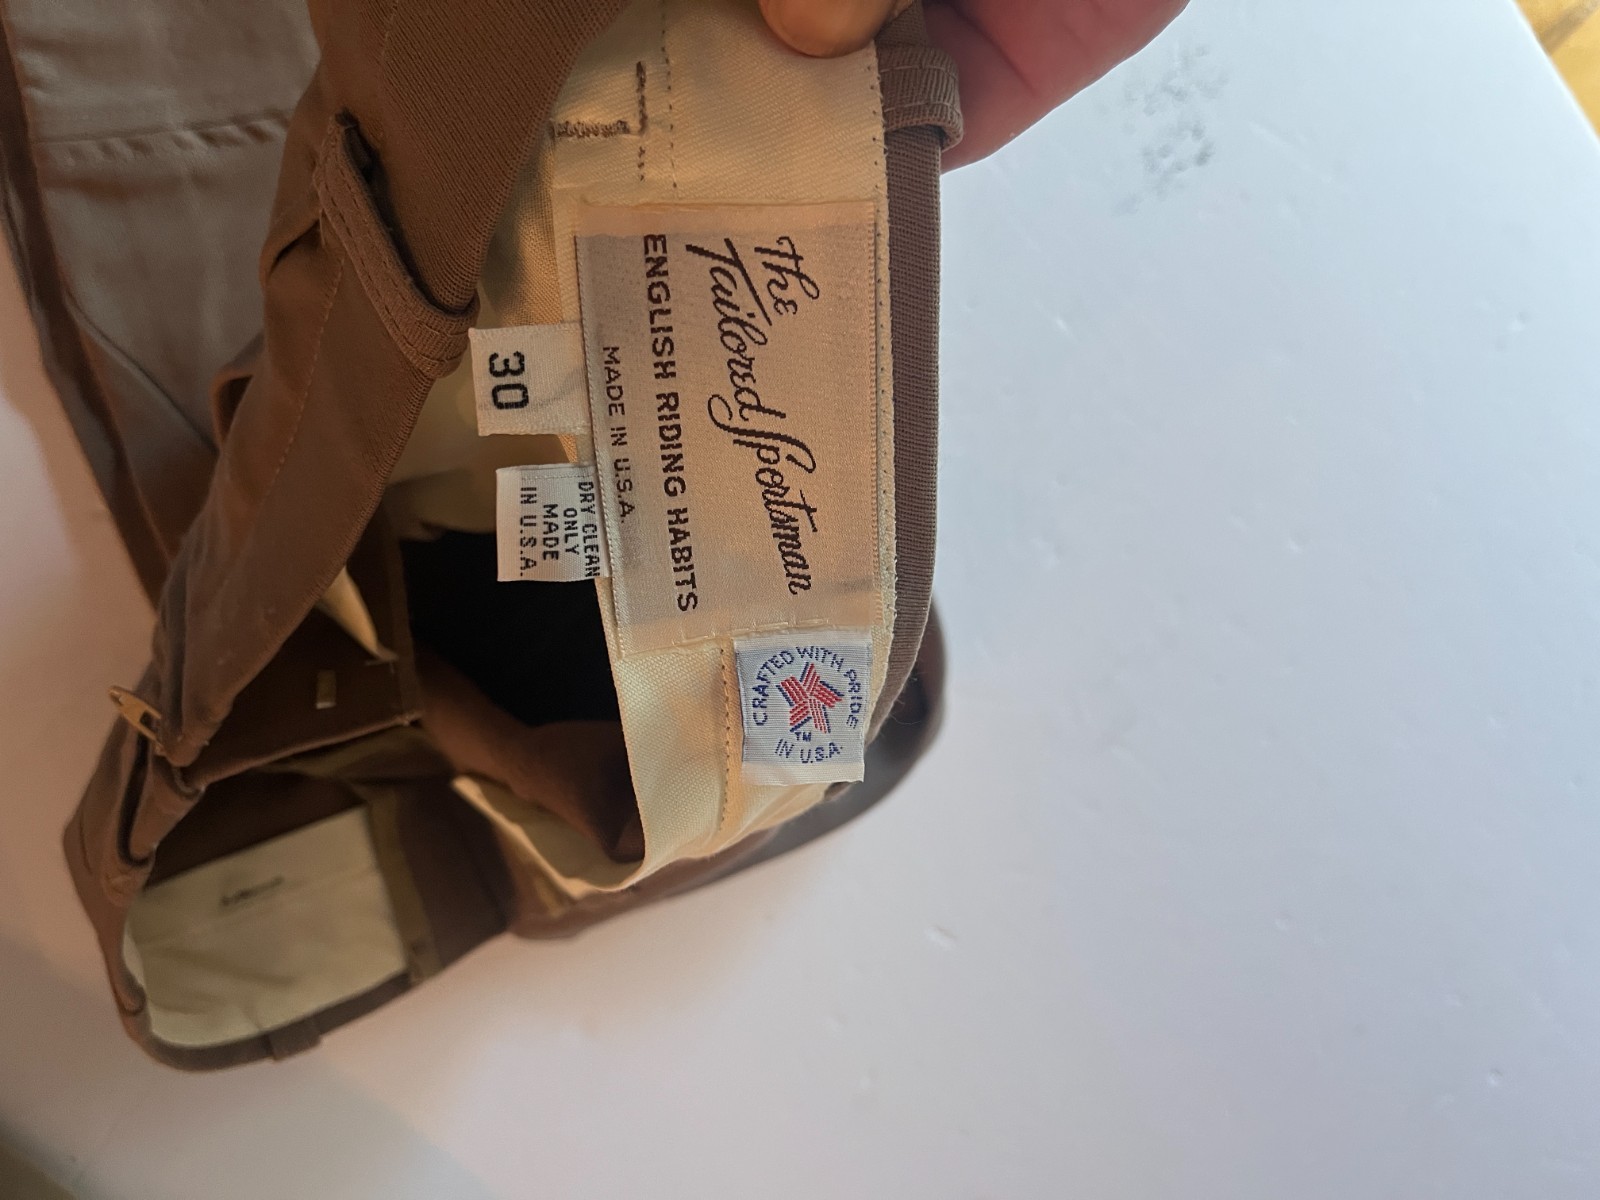 The
Tailored Sportsman
ENGLISH RIDING HABITS
MADE IN U.S.A.
30
DRY CLEAN
ONLY
MADE
IN U.S.A.
CRAFTED WITH PRIDE
TM
IN U.S.A.